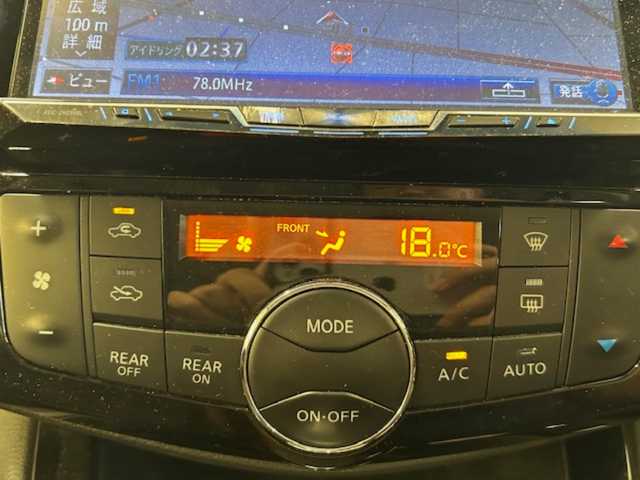 広域
100 m
詳細
アイドリング 02:37
ビュー
FM1 78.0MHz
発話
FRONT
18.0℃
MODE
ON·OFF
REAR OFF
REAR ON
A/C
AUTO